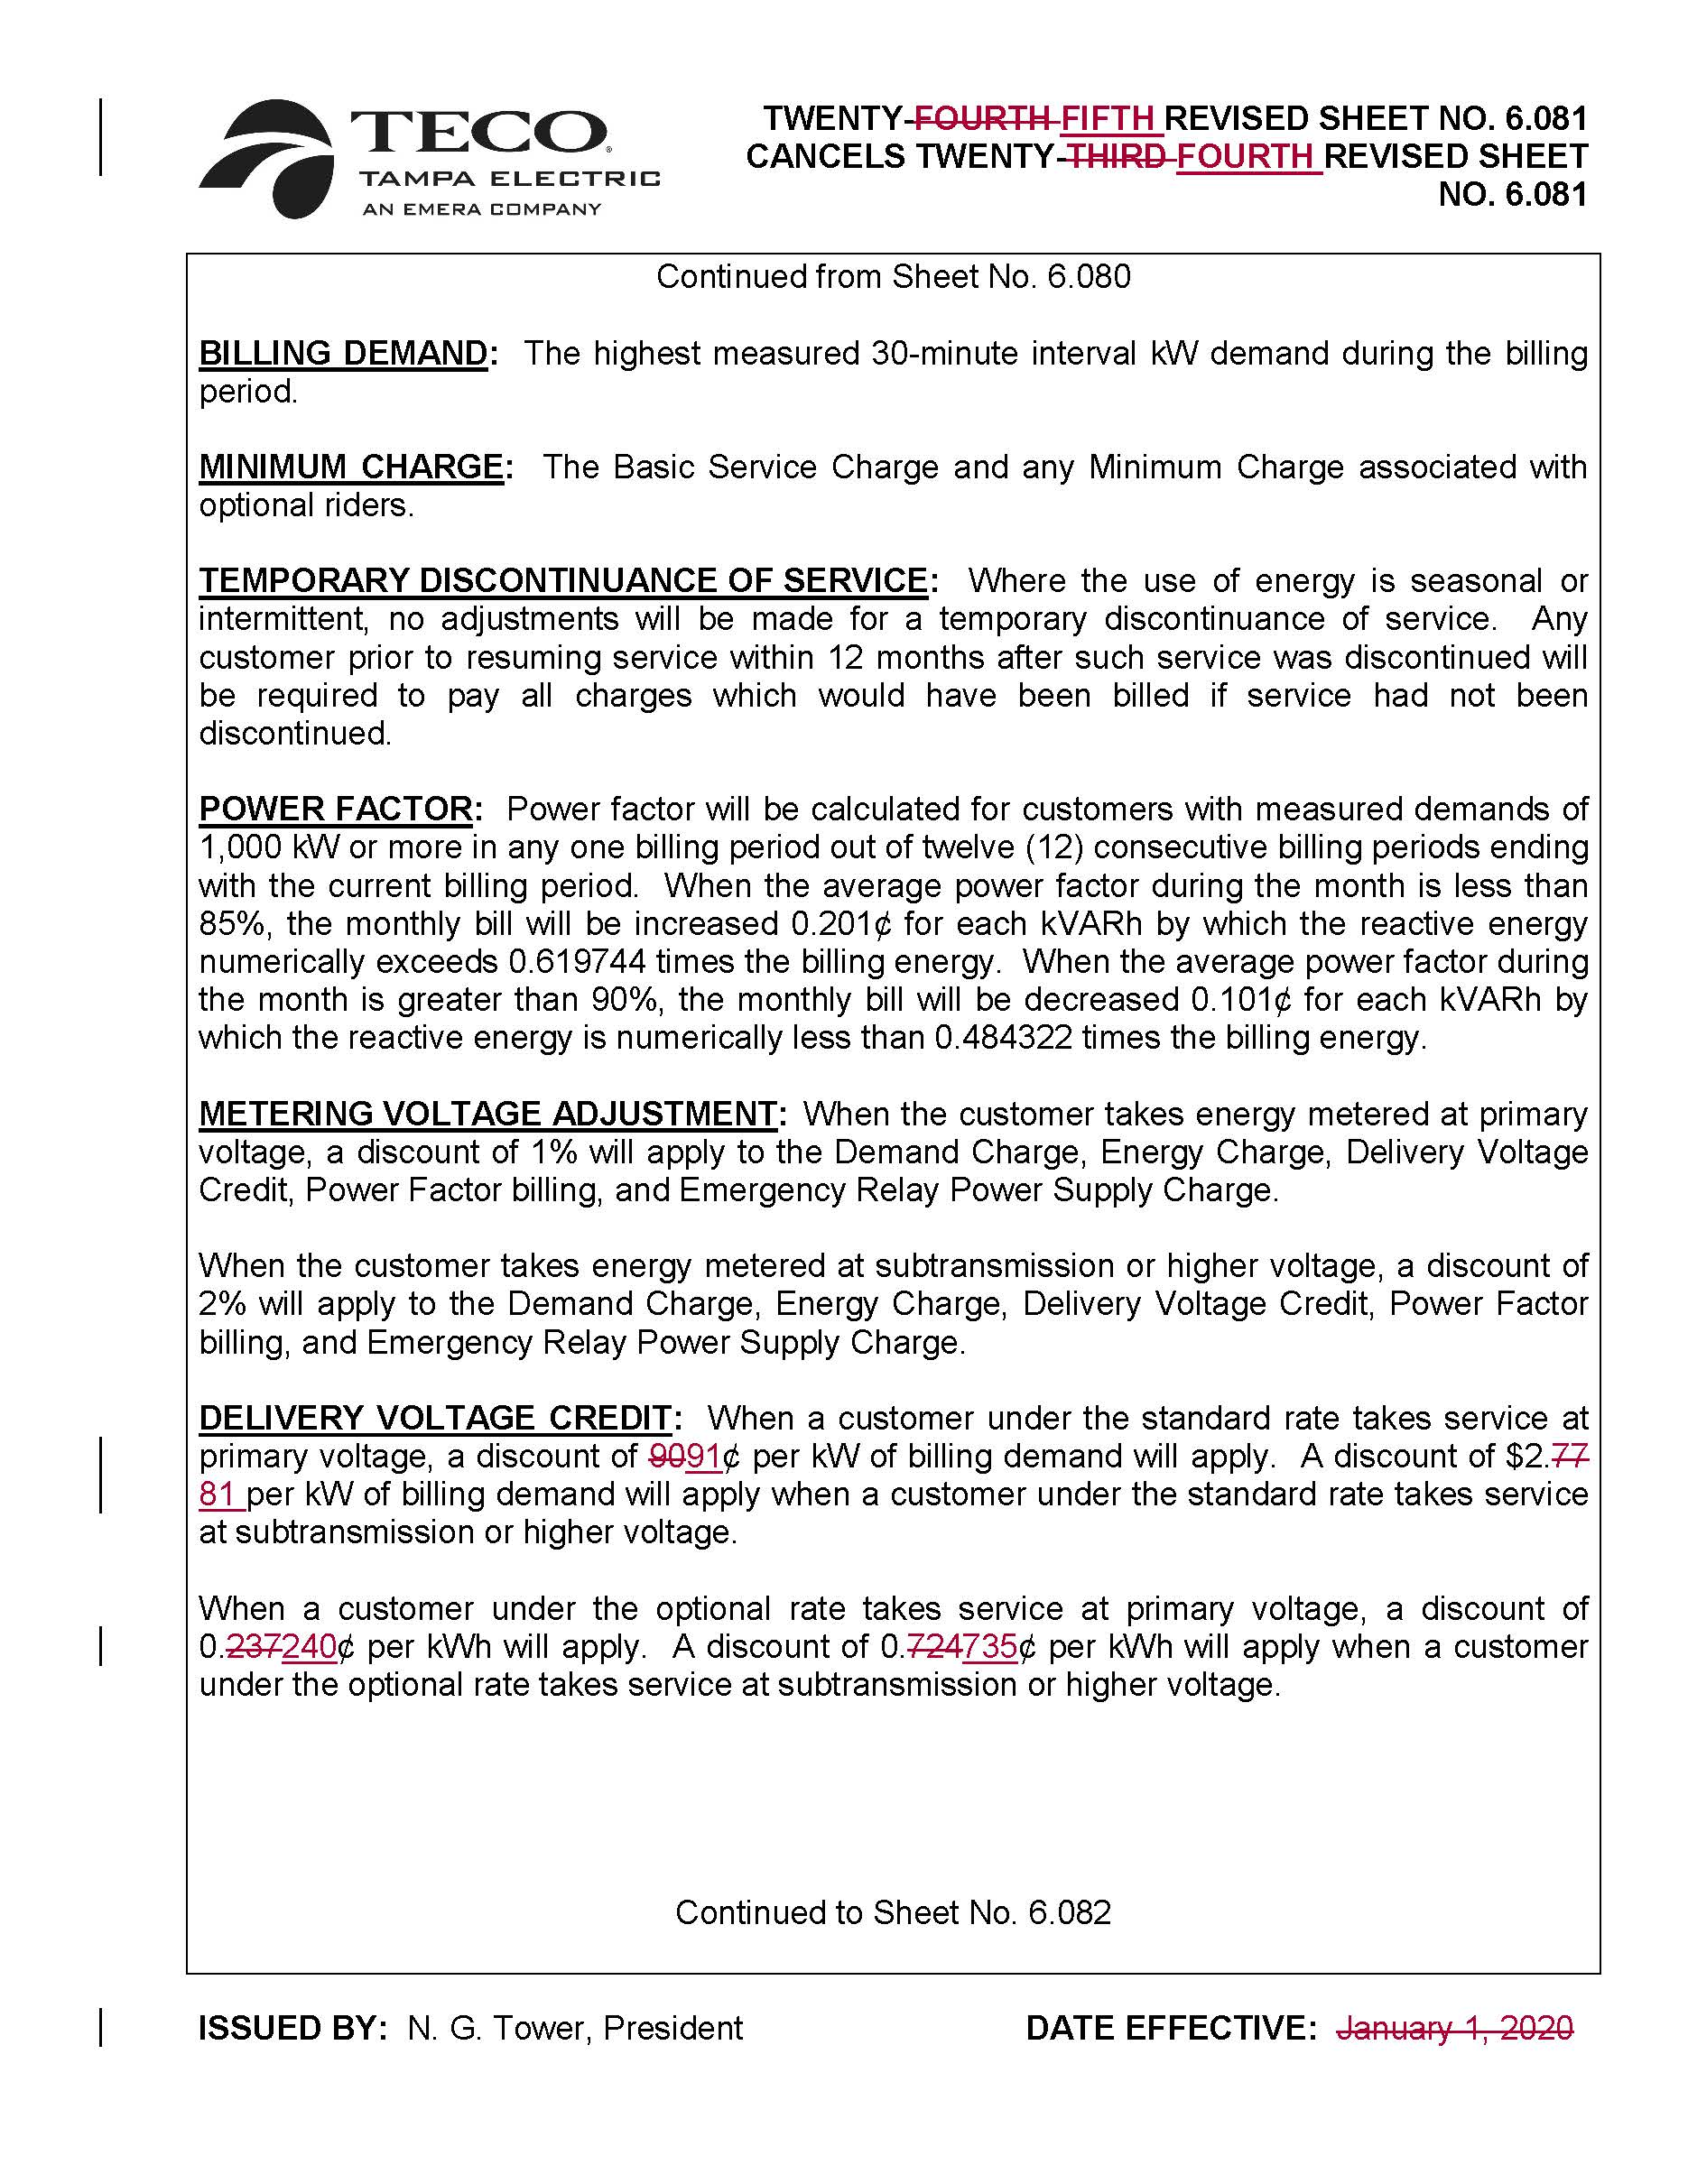 TECO®
TAMPA ELECTRIC
AN EMERA COMPANY
TWENTY-FOURTH FIFTH REVISED SHEET NO. 6.081
CANCELS TWENTY-THIRD FOURTH REVISED SHEET
NO. 6.081
Continued from Sheet No. 6.080
BILLING DEMAND: The highest measured 30-minute interval kW demand during the billing
period.
MINIMUM CHARGE: The Basic Service Charge and any Minimum Charge associated with
optional riders.
TEMPORARY DISCONTINUANCE OF SERVICE: Where the use of energy is seasonal or
intermittent, no adjustments will be made for a temporary discontinuance of service. Any
customer prior to resuming service within 12 months after such service was discontinued will
be required to pay all charges which would have been billed if service had not been
discontinued.
POWER FACTOR: Power factor will be calculated for customers with measured demands of
1,000 kW or more in any one billing period out of twelve (12) consecutive billing periods ending
with the current billing period. When the average power factor during the month is less than
85%, the monthly bill will be increased 0.201¢ for each kVARh by which the reactive energy
numerically exceeds 0.619744 times the billing energy. When the average power factor during
the month is greater than 90%, the monthly bill will be decreased 0.101¢ for each kVARh by
which the reactive energy is numerically less than 0.484322 times the billing energy.
METERING VOLTAGE ADJUSTMENT: When the customer takes energy metered at primary
voltage, a discount of 1% will apply to the Demand Charge, Energy Charge, Delivery Voltage
Credit, Power Factor billing, and Emergency Relay Power Supply Charge.
When the customer takes energy metered at subtransmission or higher voltage, a discount of
2% will apply to the Demand Charge, Energy Charge, Delivery Voltage Credit, Power Factor
billing, and Emergency Relay Power Supply Charge.
DELIVERY VOLTAGE CREDIT: When a customer under the standard rate takes service at
primary voltage, a discount of 9091¢ per kW of billing demand will apply. A discount of $2.77
81 per kW of billing demand will apply when a customer under the standard rate takes service
at subtransmission or higher voltage.
When a customer under the optional rate takes service at primary voltage, a discount of
0.237240¢ per kWh will apply. A discount of 0.724735¢ per kWh will apply when a customer
under the optional rate takes service at subtransmission or higher voltage.
Continued to Sheet No. 6.082
ISSUED BY: N. G. Tower, President
DATE EFFECTIVE: January 1, 2020